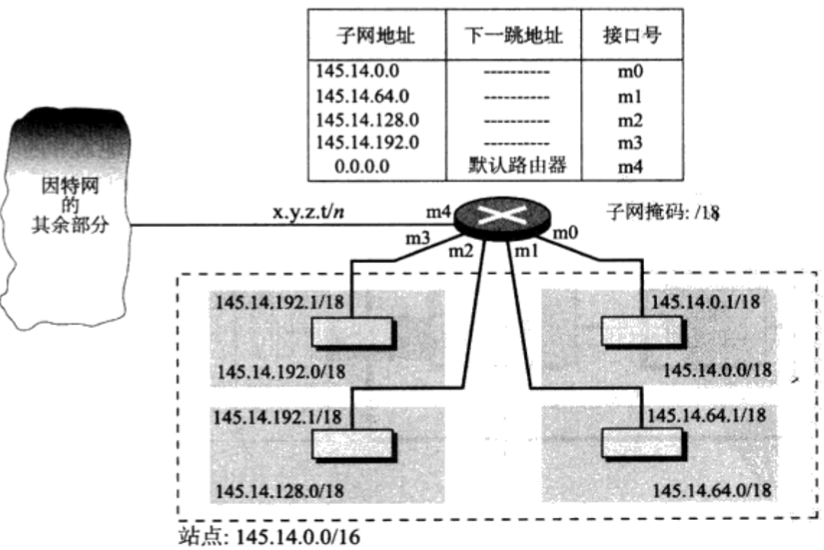 子网地址 下一跳地址 接口号
145.14.0.0 ---------- m0
145.14.64.0 ---------- m1
145.14.128.0 ---------- m2
145.14.192.0 ---------- m3
0.0.0.0 默认路由器 m4
因特网
的
其余部分
x.y.z.t/n m4
子网掩码: /18
m3 m2 m1 m0
145.14.192.1/18
145.14.192.0/18
145.14.0.1/18
145.14.0.0/18
145.14.192.1/18
145.14.128.0/18
145.14.64.1/18
145.14.64.0/18
站点: 145.14.0.0/16